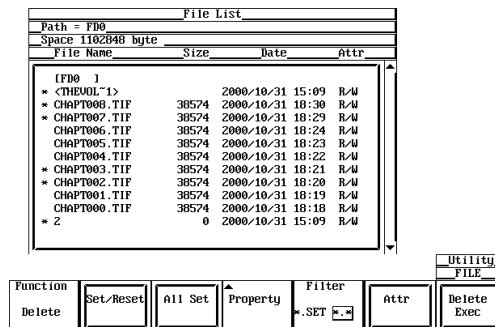 File List
Path = FD0
Space 1102848 byte
File Name Size Date Attr
[FD0 ]
* <THEVOL~1> 2000/10/31 15:09 R/W
* CHAPT008.TIF 38574 2000/10/31 18:30 R/W
* CHAPT007.TIF 38574 2000/10/31 18:29 R/W
CHAPT006.TIF 38574 2000/10/31 18:24 R/W
CHAPT005.TIF 38574 2000/10/31 18:23 R/W
CHAPT004.TIF 38574 2000/10/31 18:22 R/W
* CHAPT003.TIF 38574 2000/10/31 18:21 R/W
* CHAPT002.TIF 38574 2000/10/31 18:20 R/W
CHAPT001.TIF 38574 2000/10/31 18:19 R/W
CHAPT000.TIF 38574 2000/10/31 18:18 R/W
* 2 0 2000/10/31 15:09 R/W
Utility
FILE
Function
Delete
Set/Reset
All Set
Property
Filter
*.SET *.*
Attr
Delete
Exec